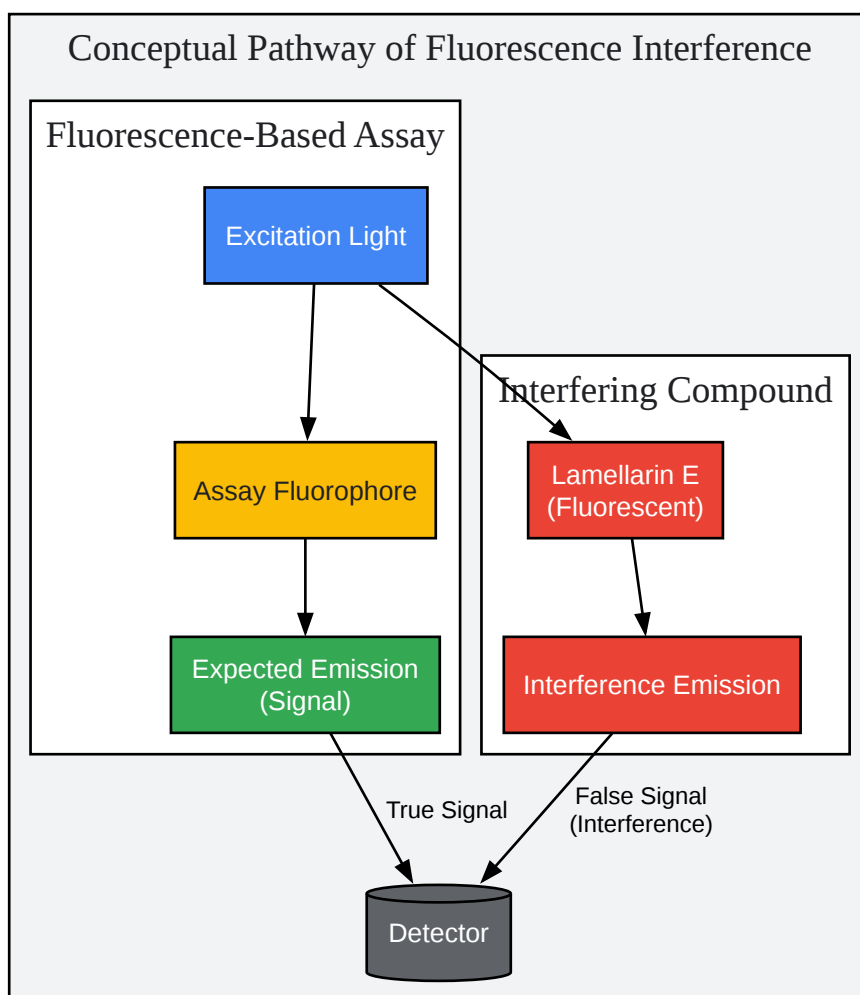 Conceptual Pathway of Fluorescence Interference
Fluorescence-Based Assay
Excitation Light
Interfering Compound
Assay Fluorophore
Lamellarin E
(Fluorescent)
Expected Emission
(Signal)
Interference Emission
True Signal
False Signal
(Interference)
Detector